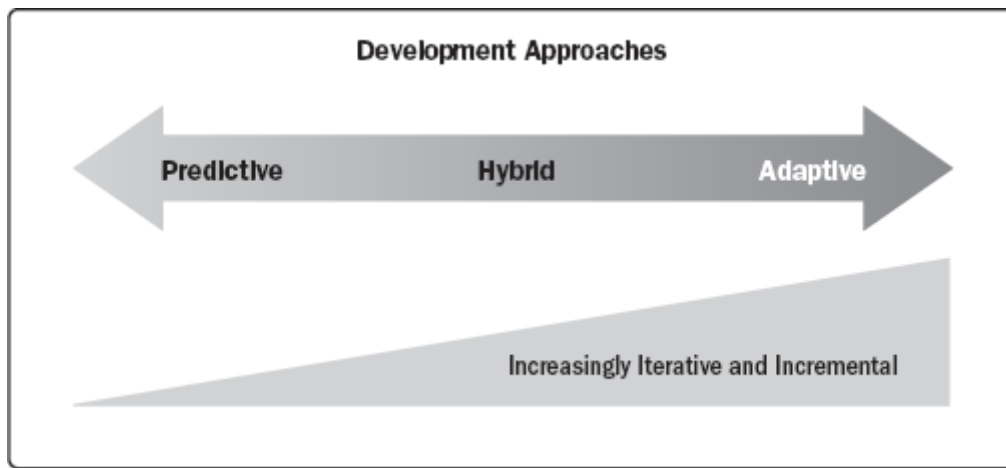 Development Approaches
Predictive Hybrid Adaptive
Increasingly Iterative and Incremental